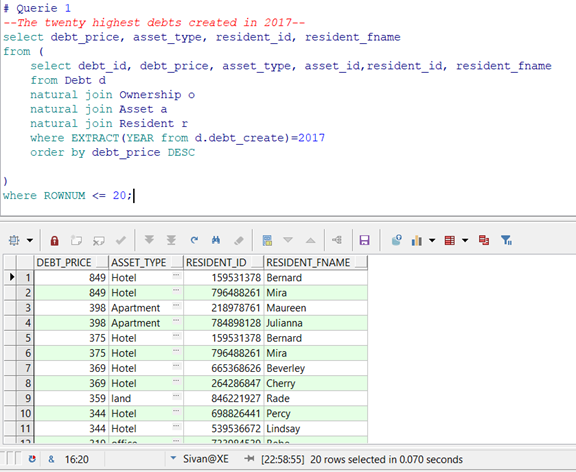 # Querie 1
--The twenty highest debts created in 2017--
select debt_price, asset_type, resident_id, resident_fname
from (
select debt_id, debt_price, asset_type, asset_id,resident_id, resident_fname
from Debt d
natural join Ownership o
natural join Asset a
natural join Resident r
where EXTRACT(YEAR from d.debt_create)=2017
order by debt_price DESC
)
where ROWNUM <= 20;
DEBT_PRICE ASSET_TYPE RESIDENT_ID RESIDENT_FNAME
1 849 Hotel ... 159531378 Bernard
2 849 Hotel ... 796488261 Mira
3 398 Apartment ... 218978761 Maureen
4 398 Apartment ... 784898128 Julianna
5 375 Hotel ... 159531378 Bernard
6 375 Hotel ... 796488261 Mira
7 369 Hotel ... 665368626 Beverley
8 369 Hotel ... 264286847 Cherry
9 359 land ... 846221927 Rade
10 344 Hotel ... 698826441 Percy
11 344 Hotel ... 539536672 Lindsay
& 16:20 Sivan@XE [22:58:55] 20 rows selected in 0.070 seconds